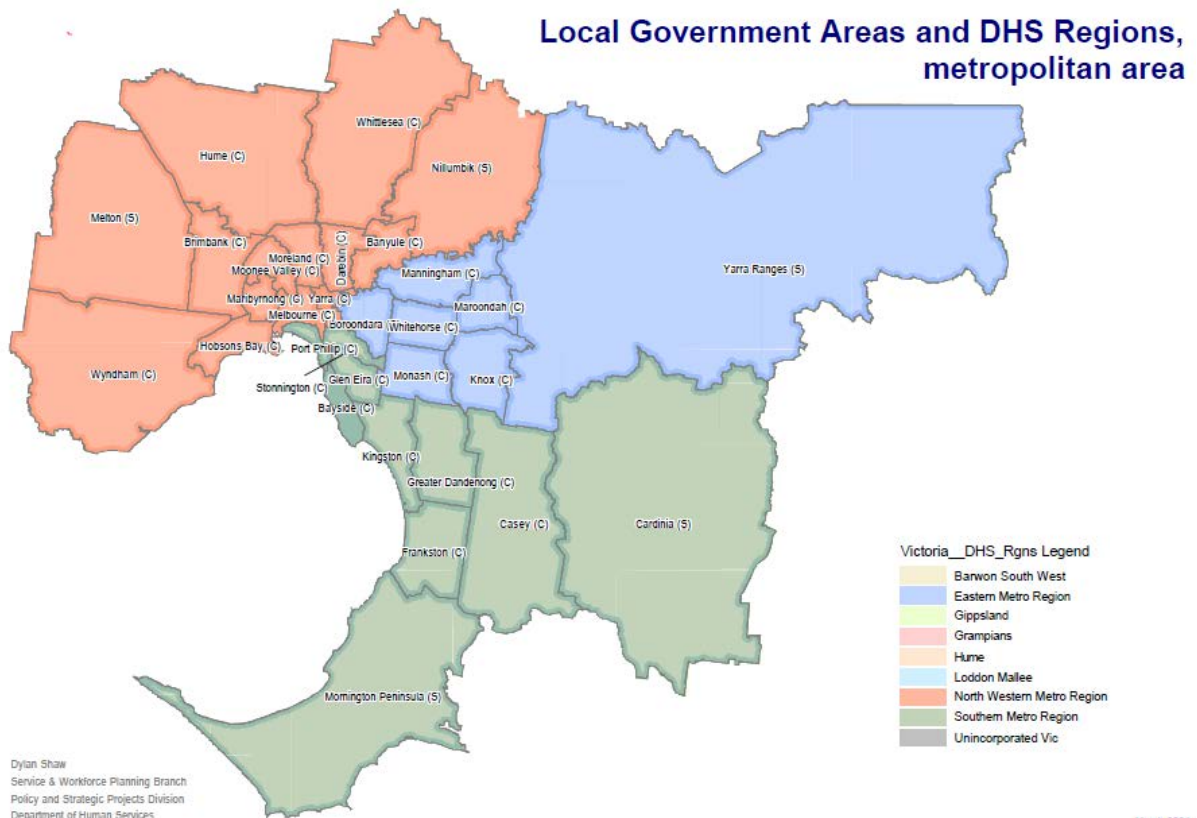 Local Government Areas and DHS Regions,
metropolitan area
Whittlesea (C)
Hume (C)
Nillumbik (S)
Melton (S)
Brimbank (C)
Darebin (C)
Banyule (C)
Moreland (C)
Moonee Valley (C)
Manningham (C)
Yarra Ranges (S)
Maribyrnong (C)
Yarra (C)
Maroondah (C)
Melbourne (C)
Boroondara
Whitehorse (C)
Hobsons Bay (C)
Port Phillip (C)
Wyndham (C)
Stonnington (C)
Glen Eira (C)
Monash (C)
Knox (C)
Bayside (C)
Kingston (C)
Greater Dandenong (C)
Casey (C)
Cardinia (S)
Frankston (C)
Mornington Peninsula (S)
Victoria__DHS_Rgns Legend
Barwon South West
Eastern Metro Region
Gippsland
Grampians
Hume
Loddon Mallee
North Western Metro Region
Southern Metro Region
Unincorporated Vic
Dylan Shaw
Service & Workforce Planning Branch
Policy and Strategic Projects Division
Department of Human Services